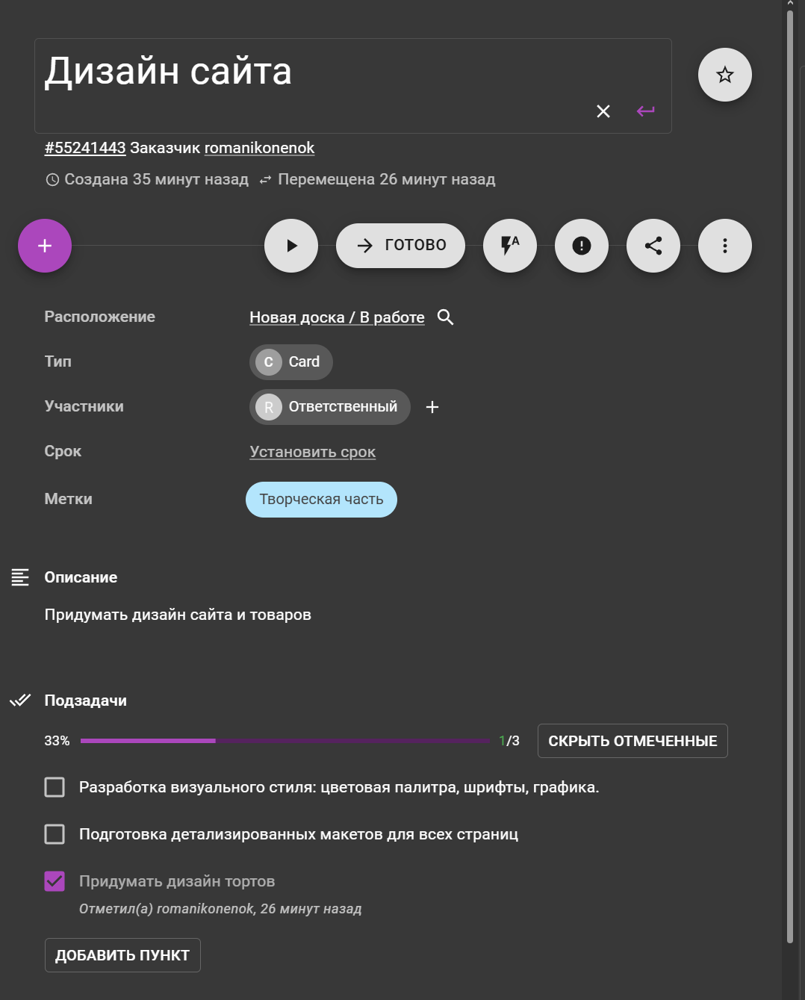 Дизайн сайта
#55241443 Заказчик romanikonenok
Создана 35 минут назад Перемещена 26 минут назад
ГОТОВО A
Расположение Новая доска / В работе
Тип C Card
Участники R Ответственный
Срок Установить срок
Метки Творческая часть
Описание
Придумать дизайн сайта и товаров
Подзадачи
33% 1/3 СКРЫТЬ ОТМЕЧЕННЫЕ
Разработка визуального стиля: цветовая палитра, шрифты, графика.
Подготовка детализированных макетов для всех страниц
Придумать дизайн тортов
Отметил(а) romanikonenok, 26 минут назад
ДОБАВИТЬ ПУНКТ